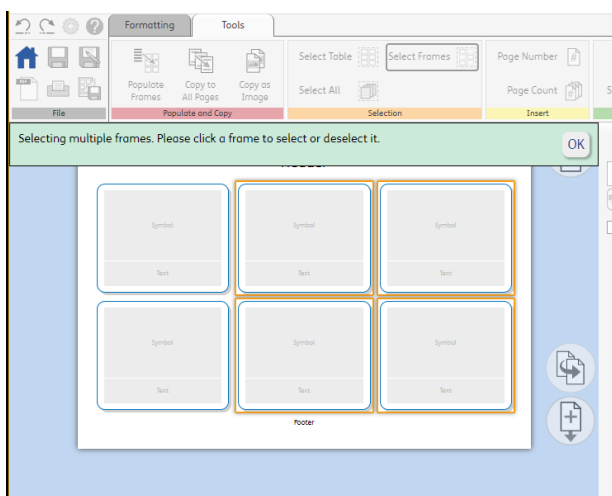 Formatting
Tools
Populate Frames
Copy to All Pages
Copy as Image
Select Table
Select Frames
Select All
Page Number
#
Page Count
File
Populate and Copy
Selection
Insert
Selecting multiple frames. Please click a frame to select or deselect it.
OK
Symbol
Symbol
Symbol
Text
Text
Text
Symbol
Symbol
Symbol
Text
Text
Text
Footer